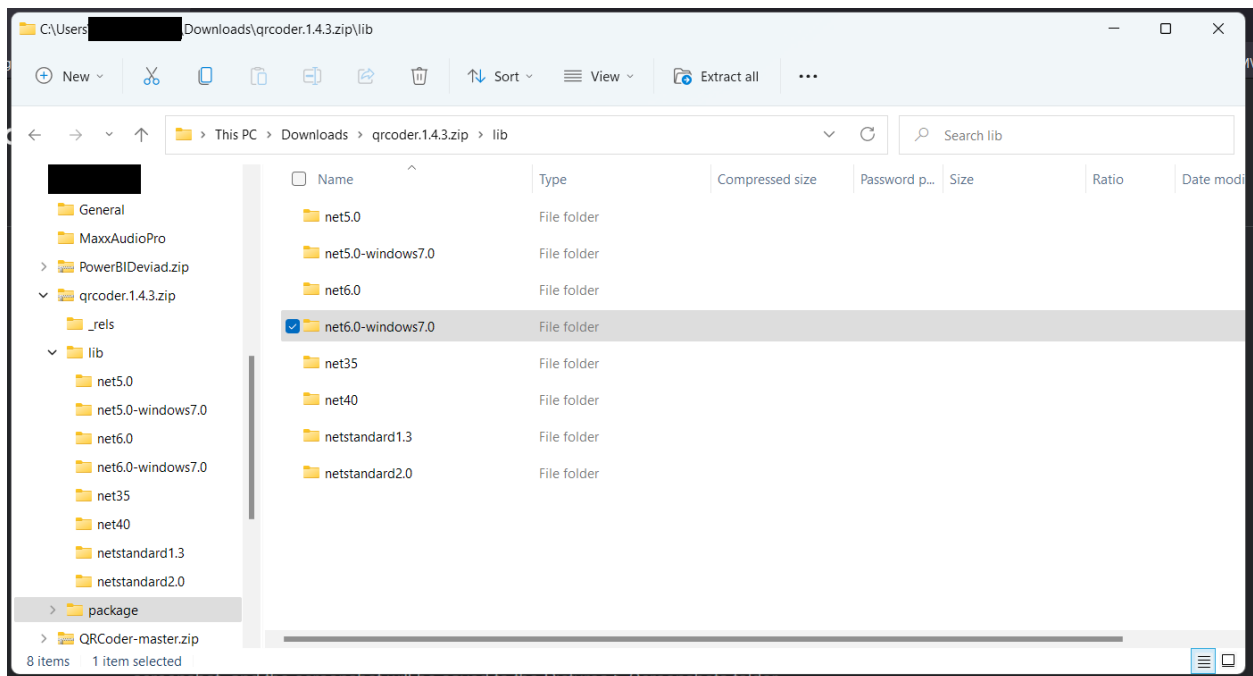 C:\Users\ \Downloads\qrcoder.1.4.3.zip\lib
New Sort View Extract all
This PC > Downloads > qrcoder.1.4.3.zip > lib
Search lib
Name Type Compressed size Password p... Size Ratio Date modi
General
MaxxAudioPro
PowerBIDeviad.zip
qrcoder.1.4.3.zip
_rels
lib
net5.0
net5.0-windows7.0
net6.0
net6.0-windows7.0
net35
net40
netstandard1.3
netstandard2.0
package
QRCoder-master.zip
net5.0 File folder
net5.0-windows7.0 File folder
net6.0 File folder
net6.0-windows7.0 File folder
net35 File folder
net40 File folder
netstandard1.3 File folder
netstandard2.0 File folder
8 items 1 item selected